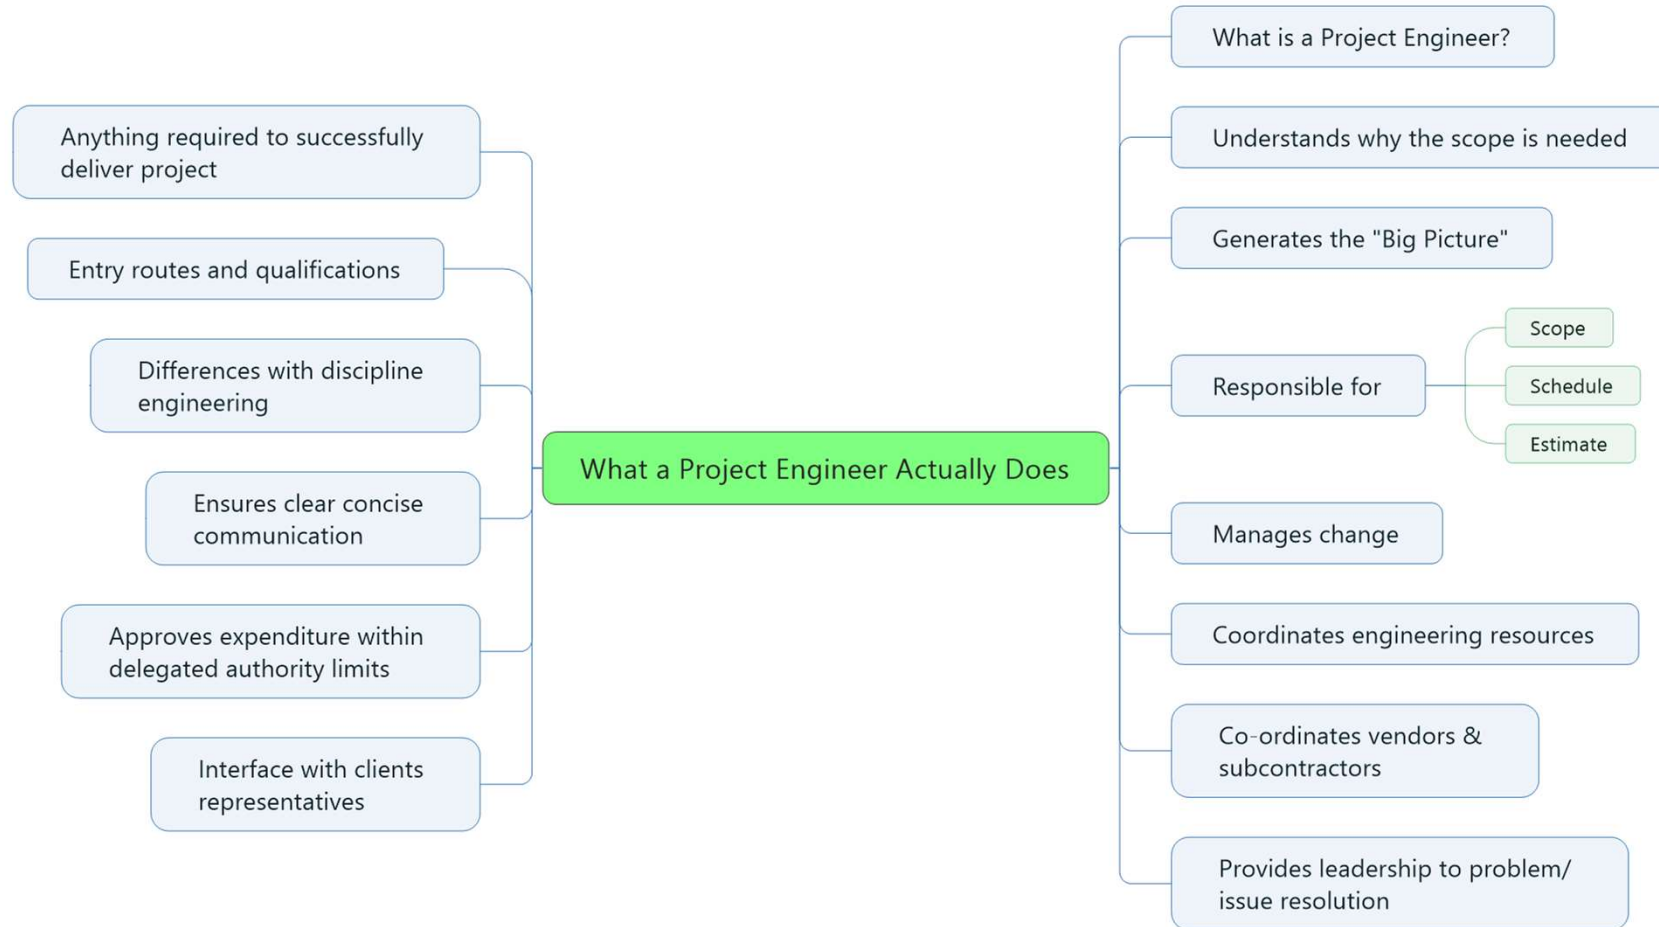 What a Project Engineer Actually Does
What is a Project Engineer?
Understands why the scope is needed
Generates the "Big Picture"
Responsible for
Scope
Schedule
Estimate
Manages change
Coordinates engineering resources
Co-ordinates vendors &
subcontractors
Provides leadership to problem/
issue resolution
Anything required to successfully
deliver project
Entry routes and qualifications
Differences with discipline
engineering
Ensures clear concise
communication
Approves expenditure within
delegated authority limits
Interface with clients
representatives